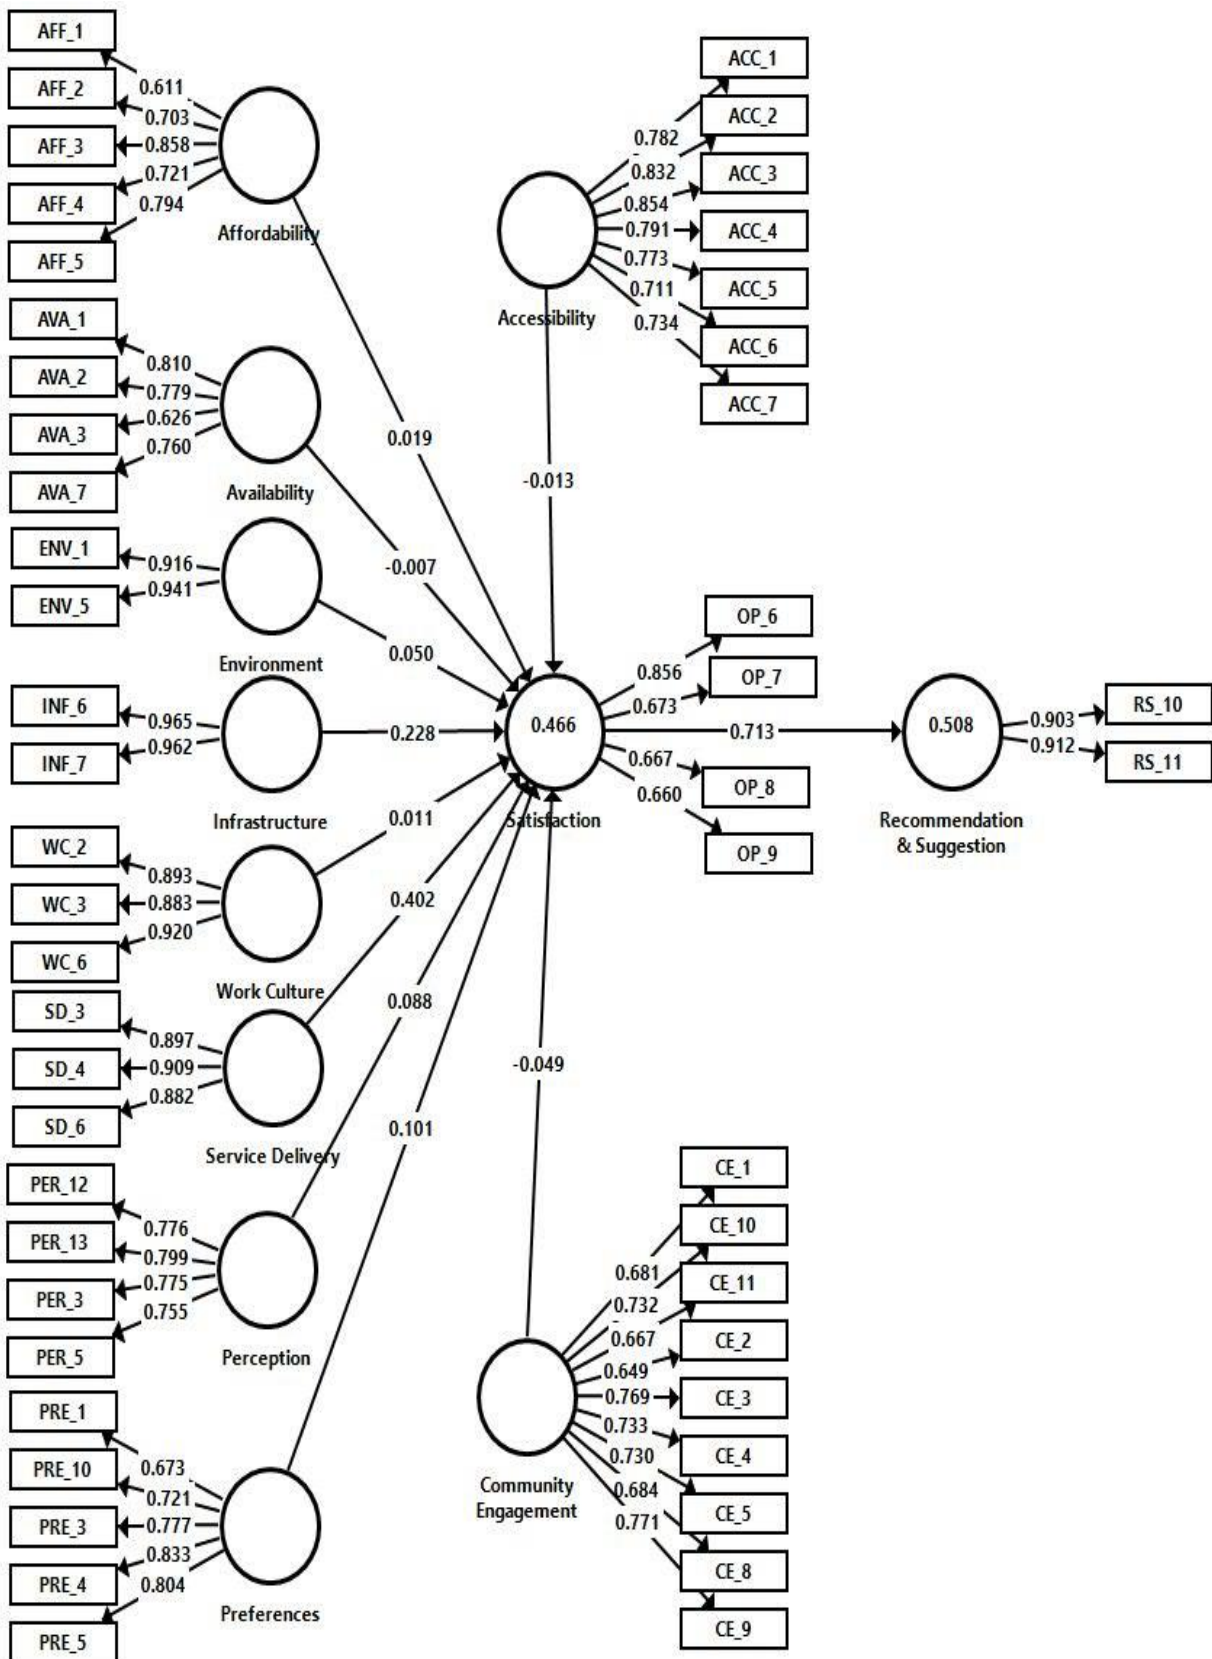 AFF_1
AFF_2
AFF_3
AFF_4
AFF_5
0.611
0.703
0.858
0.721
0.794
Affordability
AVA_1
AVA_2
AVA_3
AVA_7
0.810
0.779
0.626
0.760
Availability
ENV_1
ENV_5
0.916
0.941
Environment
INF_6
INF_7
0.965
0.962
Infrastructure
WC_2
WC_3
WC_6
0.893
0.883
0.920
Work Culture
SD_3
SD_4
SD_6
0.897
0.909
0.882
Service Delivery
PER_12
PER_13
PER_3
PER_5
0.776
0.799
0.775
0.755
Perception
PRE_1
PRE_10
PRE_3
PRE_4
PRE_5
0.673
0.721
0.777
0.833
0.804
Preferences
0.019
-0.007
0.050
0.228
0.011
0.402
0.088
0.101
ACC_1
ACC_2
ACC_3
ACC_4
ACC_5
ACC_6
ACC_7
0.782
0.832
0.854
0.791
0.773
0.711
0.734
Accessibility
-0.013
0.466
Satisfaction
OP_6
OP_7
OP_8
OP_9
0.856
0.673
0.667
0.660
0.713
0.508
Recommendation
& Suggestion
0.903
0.912
RS_10
RS_11
-0.049
CE_1
CE_10
CE_11
CE_2
CE_3
CE_4
CE_5
CE_8
CE_9
0.681
0.732
0.667
0.649
0.769
0.733
0.730
0.684
0.771
Community
Engagement